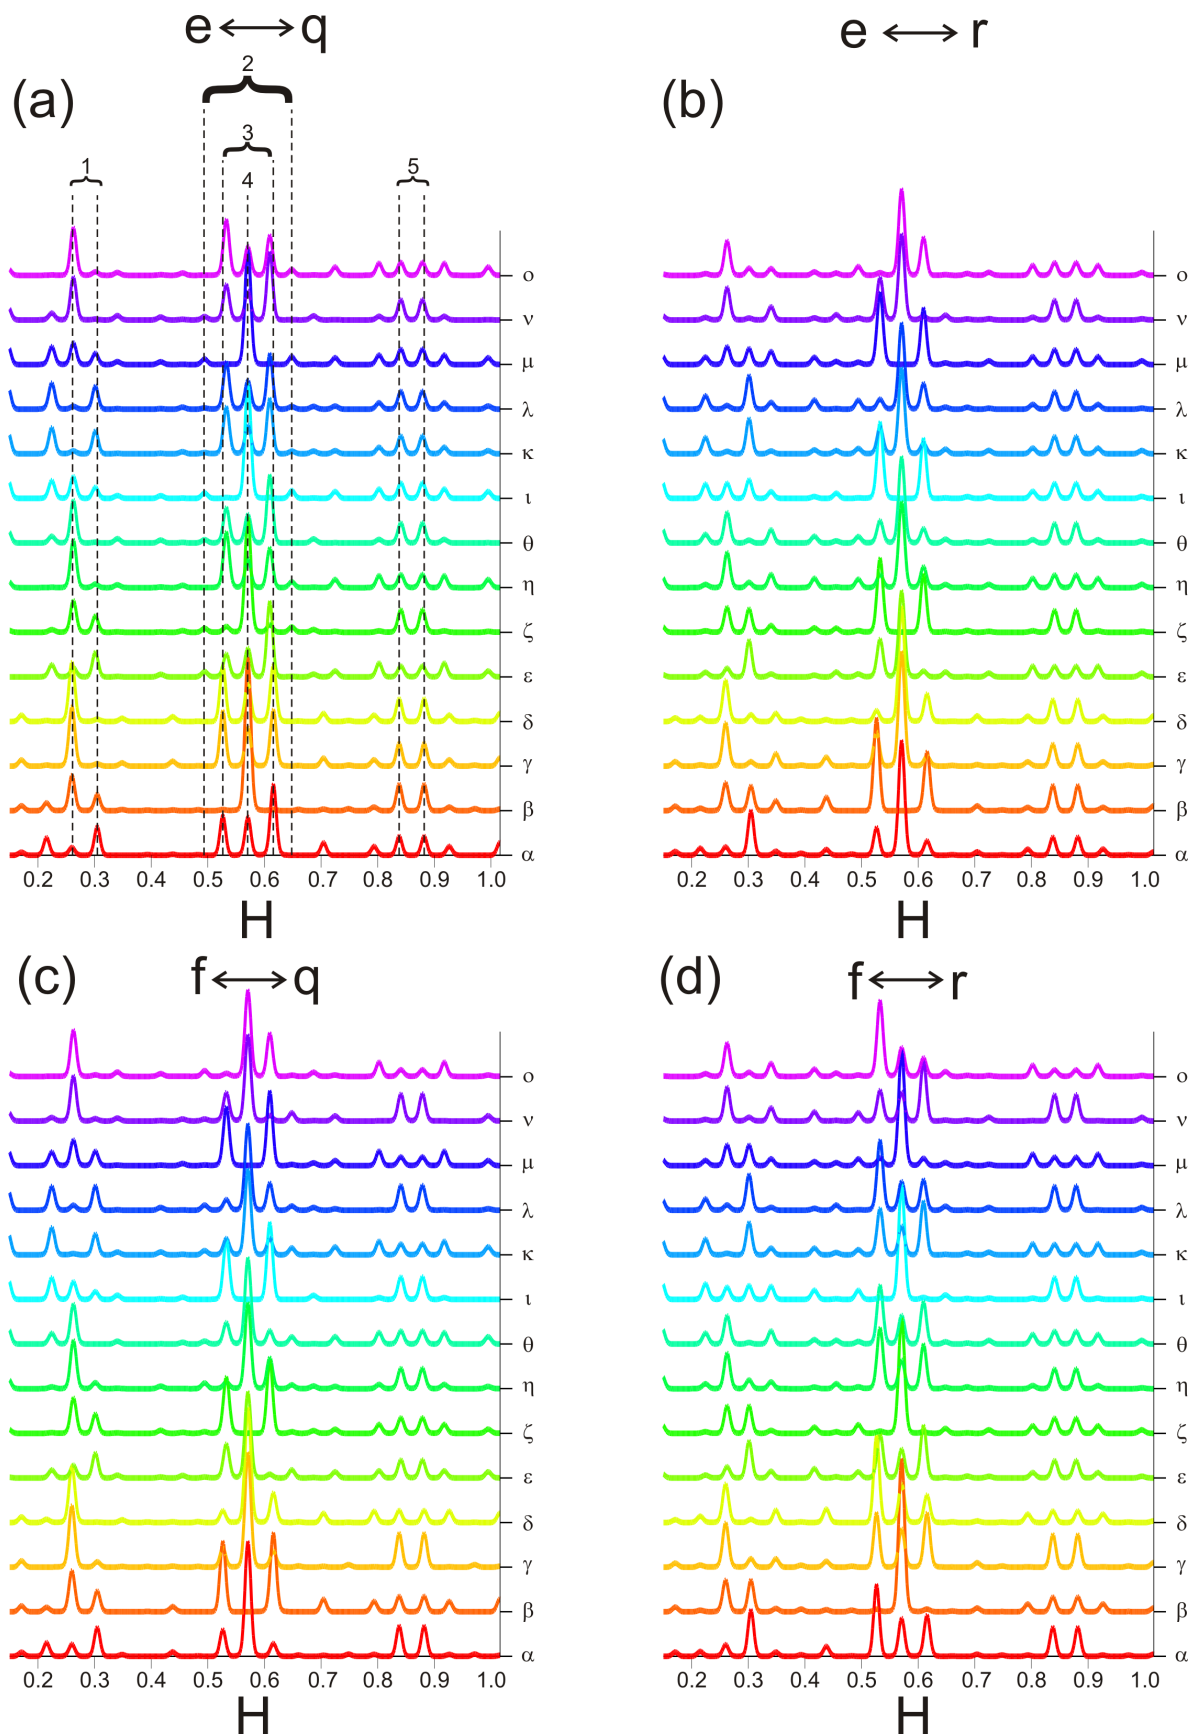 e ⟷ q
e ⟷ r
(a)
2
(b)
3
1
4
5
ο
ν
μ
λ
κ
ι
θ
η
ζ
ε
δ
γ
β
α
0.2 0.3 0.4 0.5 0.6 0.7 0.8 0.9 1.0
H
ο
ν
μ
λ
κ
ι
θ
η
ζ
ε
δ
γ
β
α
0.2 0.3 0.4 0.5 0.6 0.7 0.8 0.9 1.0
H
(c)
f ⟷ q
ο
ν
μ
λ
κ
ι
θ
η
ζ
ε
δ
γ
β
α
0.2 0.3 0.4 0.5 0.6 0.7 0.8 0.9 1.0
H
(d)
f ⟷ r
ο
ν
μ
λ
κ
ι
θ
η
ζ
ε
δ
γ
β
α
0.2 0.3 0.4 0.5 0.6 0.7 0.8 0.9 1.0
H